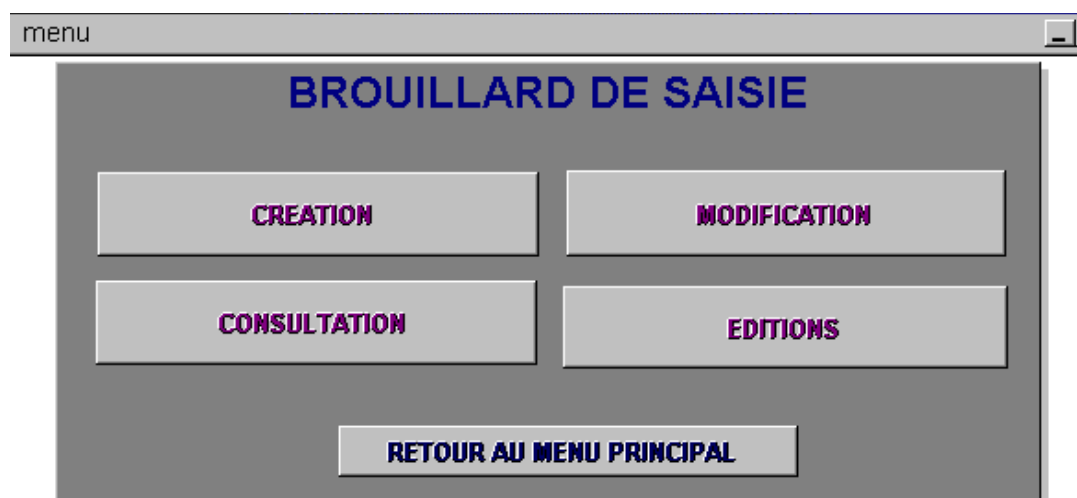 menu
BROUILLARD DE SAISIE
CREATION
MODIFICATION
CONSULTATION
EDITIONS
RETOUR AU MENU PRINCIPAL